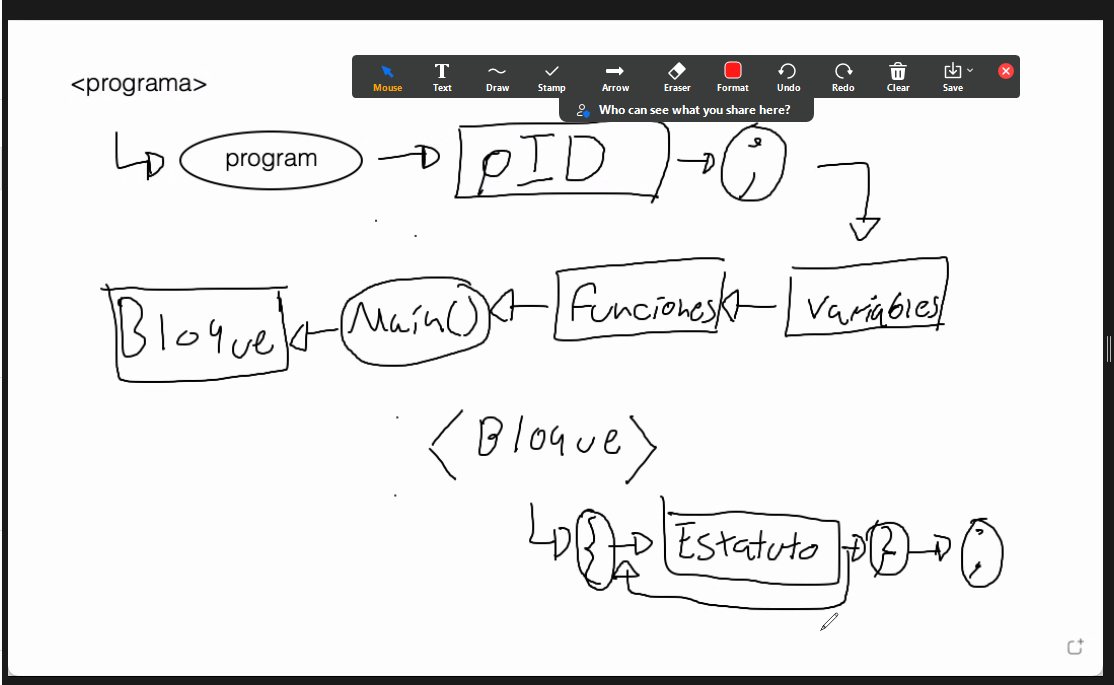 <programa>
Mouse Text Draw Stamp Arrow Eraser Format Undo Redo Clear Save
Who can see what you share here?
program pID ;
Bloque Main() Funciones Variables
<Bloque>
{ Estatuto } ;